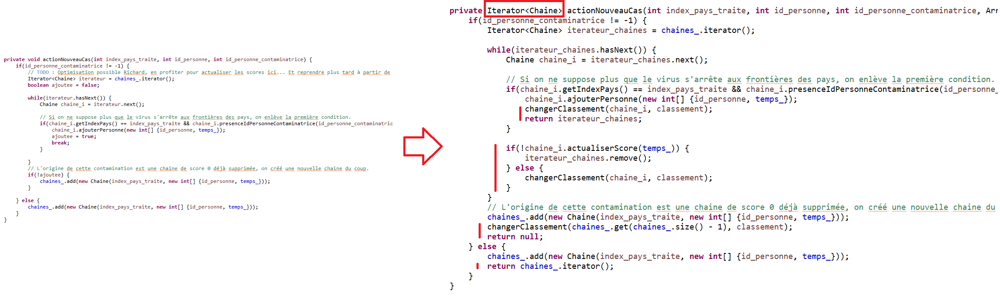 private void actionNouveauCas(int index_pays_traite, int id_personne, int id_personne_contaminatrice) {
if(id_personne_contaminatrice != -1) {
// TODO : Optimisation possible Richard, en profiter pour actualiser les scores ici... Et reprendre plus tard à partir de
Iterator<Chaine> iterateur = chaines_.iterator();
boolean ajoutee = false;
while(iterateur.hasNext()) {
Chaine chaine_i = iterateur.next();
// Si on ne suppose plus que le virus s'arrête aux frontières des pays, on enlève la première condition.
if(chaine_i.getIndexPays() == index_pays_traite && chaine_i.presenceIdPersonneContaminatrice(id_personne_contaminatric
chaine_i.ajouterPersonne(new int[] {id_personne, temps_});
ajoutee = true;
break;
}
}
// L'origine de cette contamination est une chaine de score 0 déjà supprimée, on créé une nouvelle chaine du coup.
if(!ajoutee) {
chaines_.add(new Chaine(index_pays_traite, new int[] {id_personne, temps_}));
}
} else {
chaines_.add(new Chaine(index_pays_traite, new int[] {id_personne, temps_}));
}
}
private Iterator<Chaine> actionNouveauCas(int index_pays_traite, int id_personne, int id_personne_contaminatrice, Arr
if(id_personne_contaminatrice != -1) {
Iterator<Chaine> iterateur_chaines = chaines_.iterator();
while(iterateur_chaines.hasNext()) {
Chaine chaine_i = iterateur_chaines.next();
// Si on ne suppose plus que le virus s'arrête aux frontières des pays, on enlève la première condition.
if(chaine_i.getIndexPays() == index_pays_traite && chaine_i.presenceIdPersonneContaminatrice(id_personne_
chaine_i.ajouterPersonne(new int[] {id_personne, temps_});
changerClassement(chaine_i, classement);
return iterateur_chaines;
}
if(!chaine_i.actualiserScore(temps_)) {
iterateur_chaines.remove();
} else {
changerClassement(chaine_i, classement);
}
}
// L'origine de cette contamination est une chaine de score 0 déjà supprimée, on créé une nouvelle chaine du
chaines_.add(new Chaine(index_pays_traite, new int[] {id_personne, temps_}));
changerClassement(chaines_.get(chaines_.size() - 1), classement);
return null;
} else {
chaines_.add(new Chaine(index_pays_traite, new int[] {id_personne, temps_}));
return chaines_.iterator();
}
}